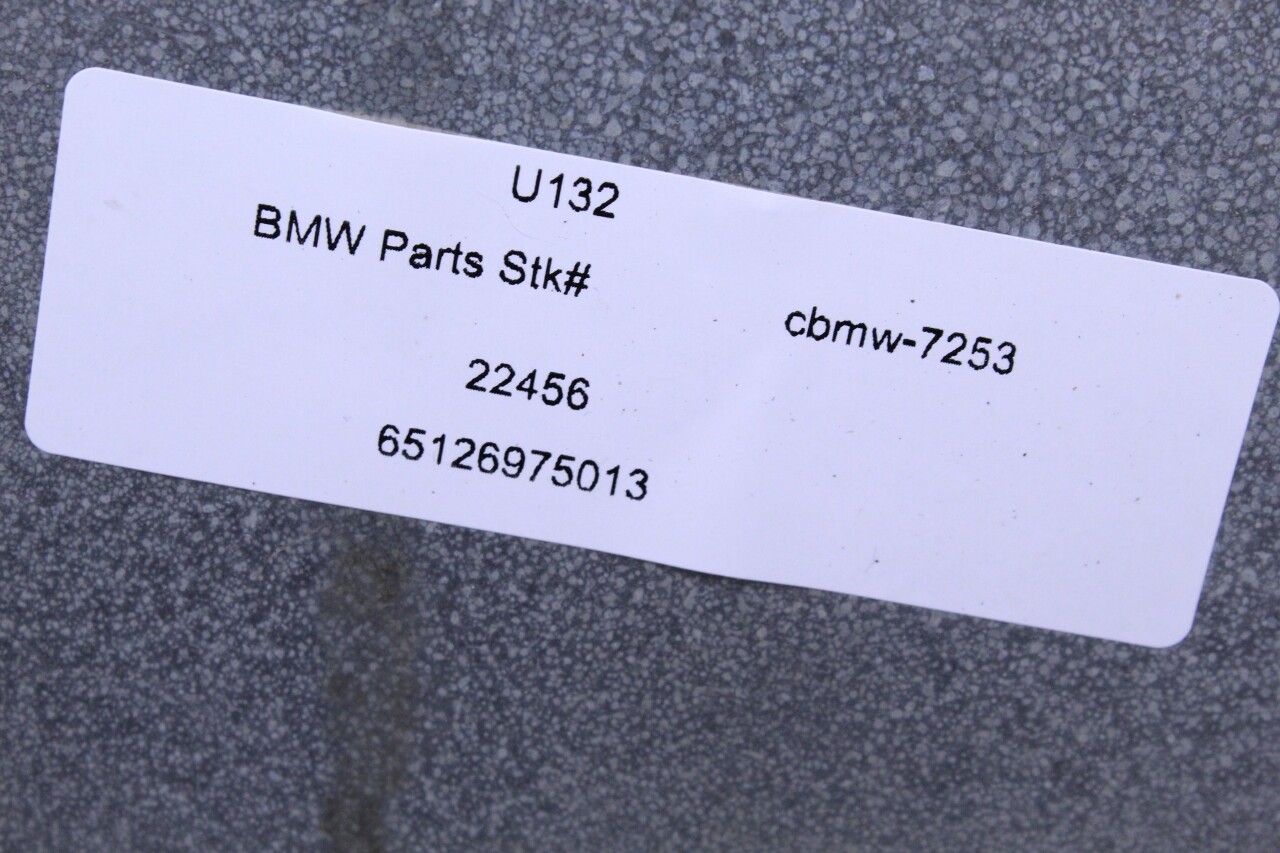 U132
BMW Parts Stk#
cbmw-7253
22456
65126975013